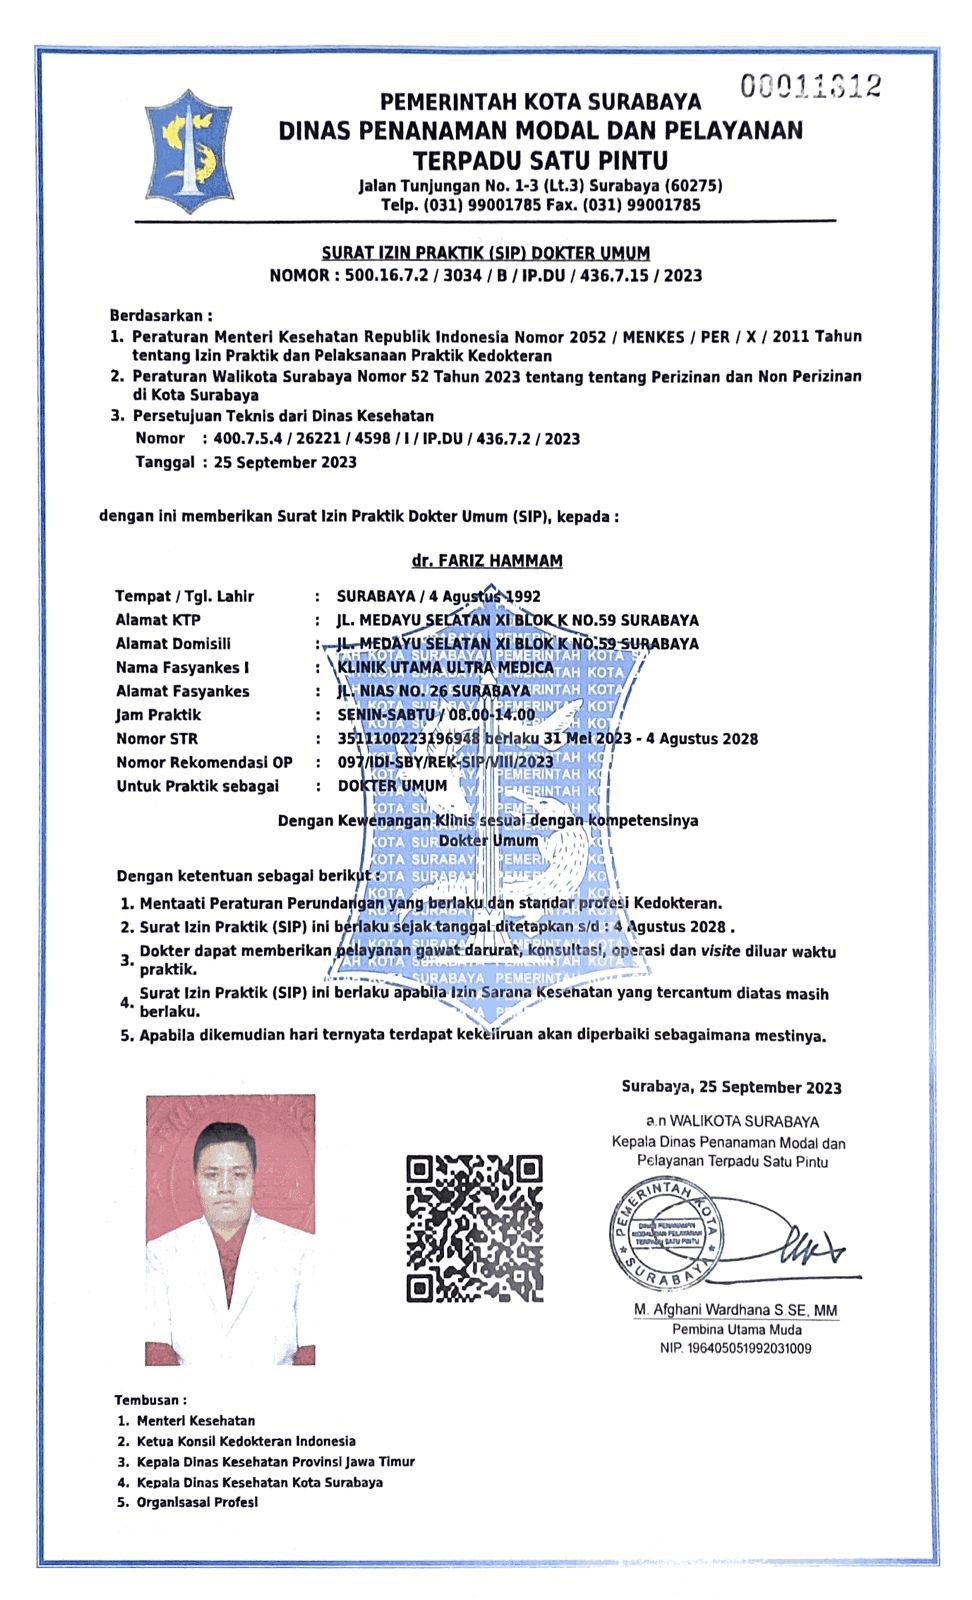 00011312
PEMERINTAH KOTA SURABAYA
DINAS PENANAMAN MODAL DAN PELAYANAN
TERPADU SATU PINTU
Jalan Tunjungan No. 1-3 (Lt.3) Surabaya (60275)
Telp. (031) 99001785 Fax. (031) 99001785
SURAT IZIN PRAKTIK (SIP) DOKTER UMUM
NOMOR : 500.16.7.2 / 3034 / B / IP.DU / 436.7.15 / 2023
Berdasarkan :
1. Peraturan Menteri Kesehatan Republik Indonesia Nomor 2052 / MENKES / PER / X / 2011 Tahun
tentang Izin Praktik dan Pelaksanaan Praktik Kedokteran
2. Peraturan Walikota Surabaya Nomor 52 Tahun 2023 tentang tentang Perizinan dan Non Perizinan
di Kota Surabaya
3. Persetujuan Teknis dari Dinas Kesehatan
Nomor : 400.7.5.4 / 26221 / 4598 / I / IP.DU / 436.7.2 / 2023
Tanggal : 25 September 2023
dengan ini memberikan Surat Izin Praktik Dokter Umum (SIP), kepada :
dr. FARIZ HAMMAM
Tempat / Tgl. Lahir : SURABAYA / 4 Agustus 1992
Alamat KTP : JL. MEDAYU SELATAN XI BLOK K NO.59 SURABAYA
Alamat Domisili : JL. MEDAYU SELATAN XI BLOK K NO.59 SURABAYA
Nama Fasyankes I : KLINIK UTAMA ULTRA MEDICA
Alamat Fasyankes : JL. NIAS NO. 26 SURABAYA
Jam Praktik : SENIN-SABTU / 08.00-14.00
Nomor STR : 3511100223196948 berlaku 31 Mei 2023 - 4 Agustus 2028
Nomor Rekomendasi OP : 097/IDI-SBY/REK-SIP/VIII/2023
Untuk Praktik sebagai : DOKTER UMUM
Dengan Kewenangan Klinis sesuai dengan kompetensinya
Dokter Umum
Dengan ketentuan sebagai berikut :
1. Mentaati Peraturan Perundangan yang berlaku dan standar profesi Kedokteran.
2. Surat Izin Praktik (SIP) ini berlaku sejak tanggal ditetapkan s/d : 4 Agustus 2028 .
3. Dokter dapat memberikan pelayanan gawat darurat, konsultasi, operasi dan visite diluar waktu
praktik.
4. Surat Izin Praktik (SIP) ini berlaku apabila Izin Sarana Kesehatan yang tercantum diatas masih
berlaku.
5. Apabila dikemudian hari ternyata terdapat kekeliruan akan diperbaiki sebagaimana mestinya.
Surabaya, 25 September 2023
a.n WALIKOTA SURABAYA
Kepala Dinas Penanaman Modal dan
Pelayanan Terpadu Satu Pintu
PEMERINTAH KOTA
DINAS PENANAMAN
MODAL DAN PELAYANAN
TERPADU SATU PINTU
SURABAYA
M. Afghani Wardhana S.SE, MM
Pembina Utama Muda
NIP. 196405051992031009
Tembusan :
1. Menteri Kesehatan
2. Ketua Konsil Kedokteran Indonesia
3. Kepala Dinas Kesehatan Provinsi Jawa Timur
4. Kepala Dinas Kesehatan Kota Surabaya
5. Organisasai Profesi